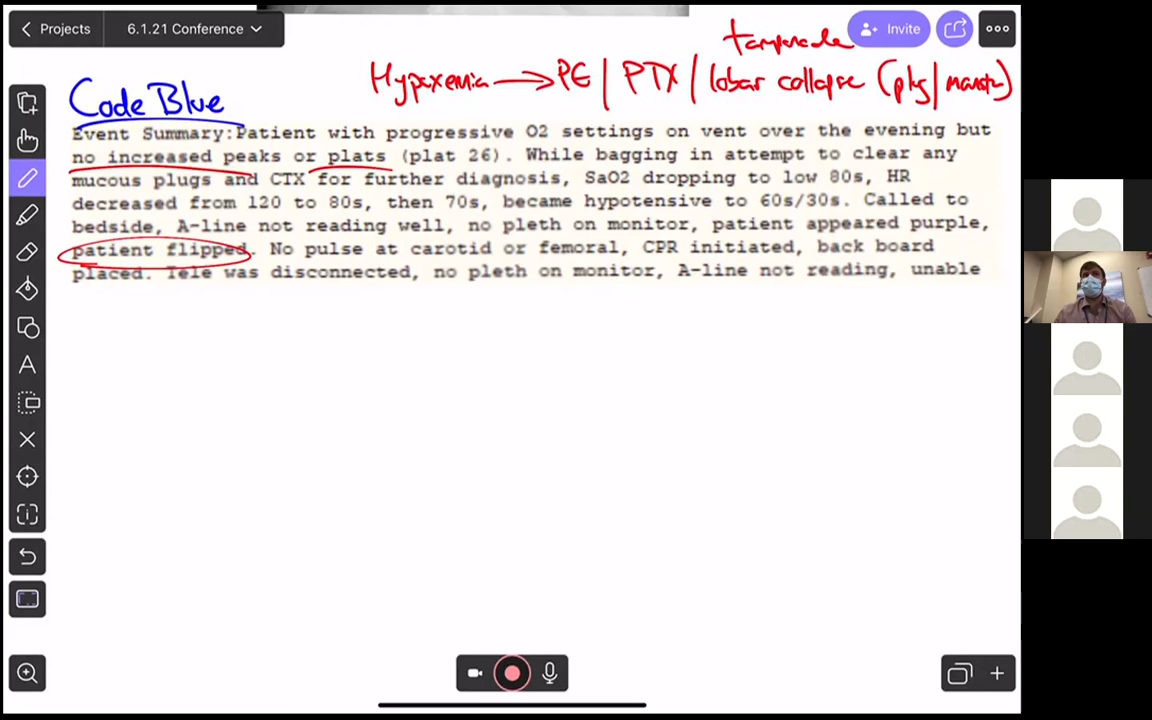 Projects
6.1.21 Conference
Invite
tamponade
Hypoxemia → PE / PTX / lobar collapse (plug/
Code Blue
Event Summary:Patient with progressive O2 settings on vent over the evening but
no increased peaks or plats (plat 26). While bagging in attempt to clear any
mucous plugs and CTX for further diagnosis, SaO2 dropping to low 80s, HR
decreased from 120 to 80s, then 70s, became hypotensive to 60s/30s. Called to
bedside, A-line not reading well, no pleth on monitor, patient appeared purple,
patient flipped. No pulse at carotid or femoral, CPR initiated, back board
placed. Tele was disconnected, no pleth on monitor, A-line not reading, unable